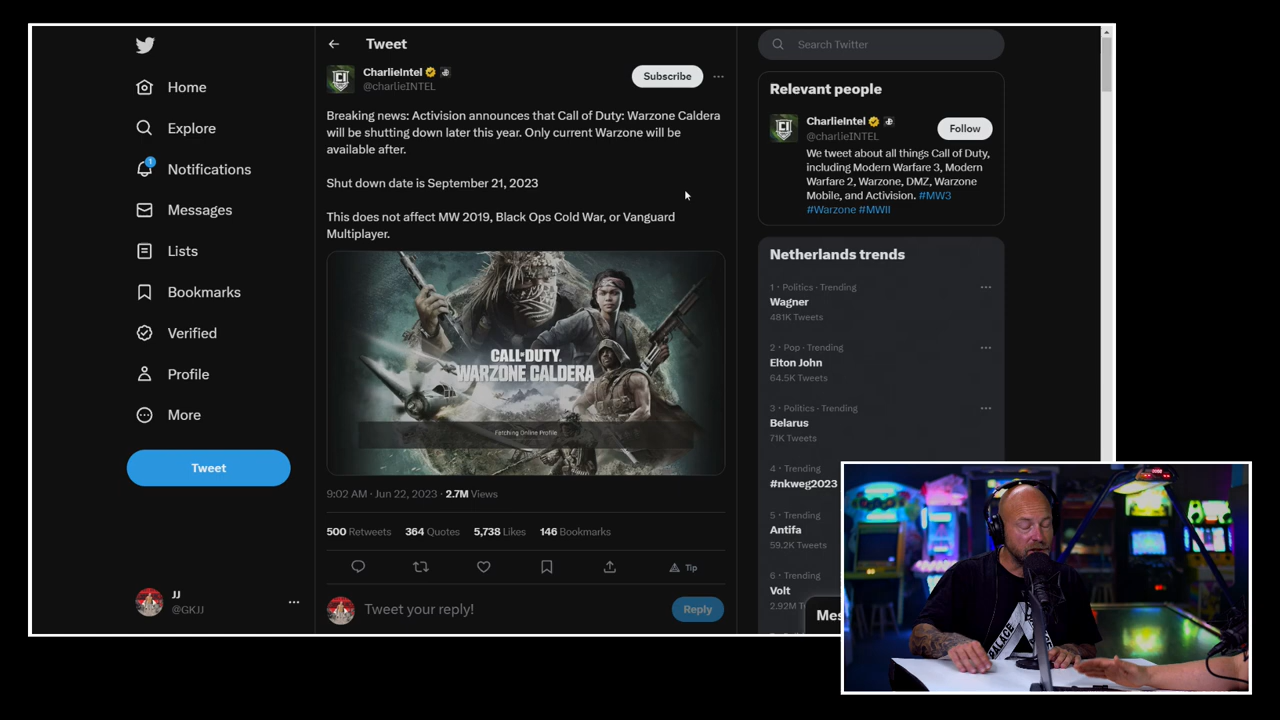 Home
Explore
1
Notifications
Messages
Lists
Bookmarks
Verified
Profile
More
Tweet
JJ
@GKJJ
Tweet
CharlieIntel
@charlieINTEL
Subscribe
Breaking news: Activision announces that Call of Duty: Warzone Caldera
will be shutting down later this year. Only current Warzone will be
available after.
Shut down date is September 21, 2023
This does not affect MW 2019, Black Ops Cold War, or Vanguard
Multiplayer.
CALL OF DUTY
WARZONE CALDERA
Fetching Online Profile
9:02 AM · Jun 22, 2023 · 2.7M Views
500 Retweets 364 Quotes 5,738 Likes 146 Bookmarks
Tip
Tweet your reply!
Reply
Search Twitter
Relevant people
CharlieIntel
@charlieINTEL
Follow
We tweet about all things Call of Duty,
including Modern Warfare 3, Modern
Warfare 2, Warzone, DMZ, Warzone
Mobile, and Activision. #MW3
#Warzone #MWII
Netherlands trends
1 · Politics · Trending
Wagner
481K Tweets
2 · Pop · Trending
Elton John
64.5K Tweets
3 · Politics · Trending
Belarus
71K Tweets
4 · Trending
#nkweg2023
5 · Trending
Antifa
59.2K Tweets
6 · Trending
Volt
2.92M T
Mes
PALACE